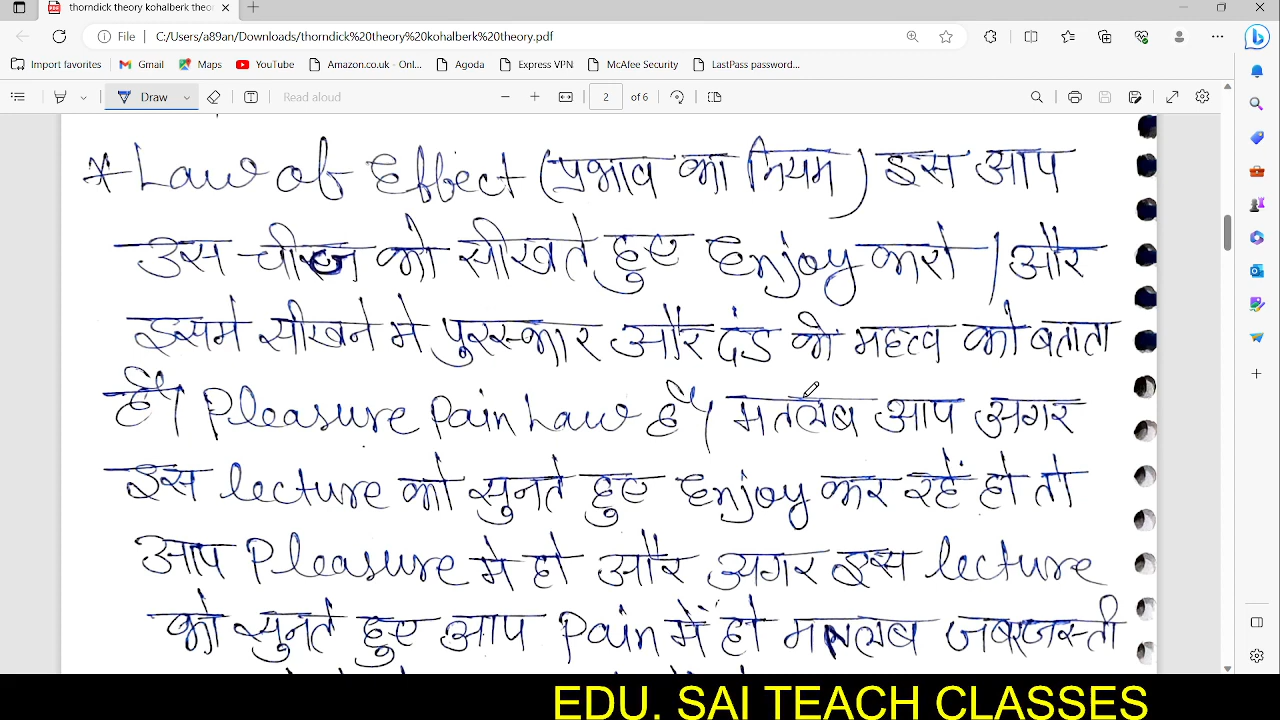 thorndick theory kohalberk theo
File C:/Users/a89an/Downloads/thorndick%20theory%20kohalberk%20theory.pdf
Import favorites Gmail Maps YouTube Amazon.co.uk - Onl... Agoda Express VPN McAfee Security LastPass password...
Draw Read aloud 2 of 6
* Law of Effect (प्रभाव का नियम) इस आप
उस चीज को सीखते हुए Enjoy करो । और
इसमे सीखने मे पुरस्कार और दंड को महत्व को बताता
है। Pleasure Pain Law है। मतलब आप अगर
इस lecture को सुनते हुए Enjoy कर रहें हो तो
आप Pleasure मे हो और अगर इस lecture
को सुनते हुए आप Pain में हो मतलब जबरजस्ती
EDU. SAI TEACH CLASSES